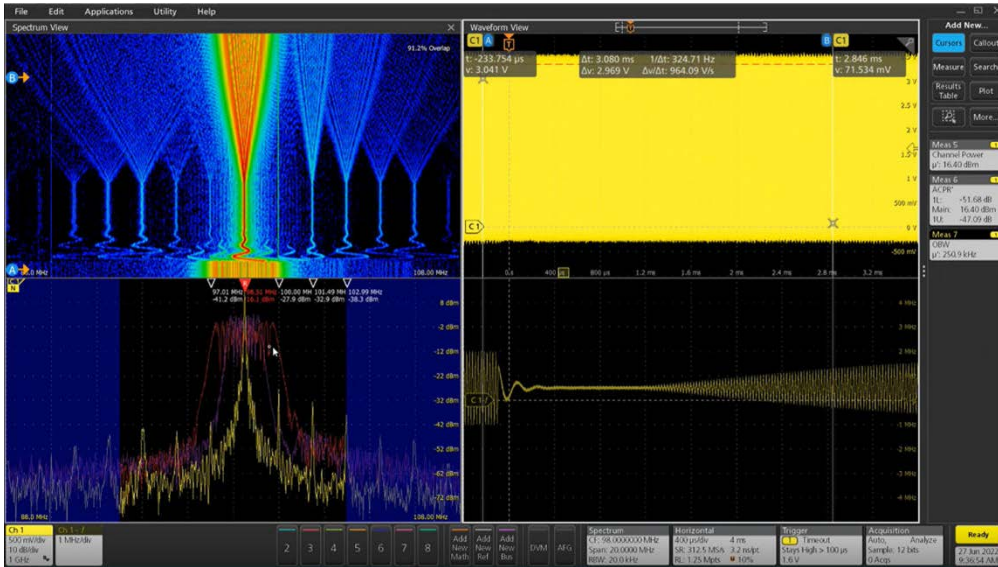 File Edit Applications Utility Help
Spectrum View
Waveform View
Add New...
Cursors Callout
Measure Search
Results Table Plot
More...
91.2% Overlap
B
A
108.00 MHz
C1 A
T
B C1
t: -233.754 µs
v: 3.041 V
Δt: 3.080 ms 1/Δt: 324.71 Hz
Δv: 2.969 V Δv/Δt: 964.09 V/s
t: 2.846 ms
v: 71.534 mV
3 V
2.5 V
2 V
1.5 V
1 V
500 mV
0 V
-500 mV
C1
0 s 400 µs 800 µs 1.2 ms 1.6 ms 2 ms 2.4 ms 2.8 ms 3.2 ms
Meas 5
Channel Power
µ': 16.40 dBm
Meas 6
ACPR'
1L: -51.68 dB
Main: 16.40 dBm
1U: -47.09 dB
Meas 7
OBW
µ': 250.9 kHz
97.01 MHz 100.00 MH 101.49 MH 102.99 MHz
-41.2 dBm -27.9 dBm -32.9 dBm -38.3 dBm
8 dBm
-2 dBm
-12 dBm
-22 dBm
-32 dBm
-42 dBm
-52 dBm
-62 dBm
-72 dBm
88.0 MHz
108.00 MHz
4 MHz
2 MHz
-1 MHz
-3 MHz
-4 MHz
Ch 1
500 mV/div
10 dB/div
1 GHz
Ch 1 - f
1 MHz/div
2 3 4 5 6 7 8
Add New Math
Add New Ref
Add New Bus
DVM AFG
Spectrum
CF: 98.0000000 MHz
Span: 20.0000 MHz
RBW: 20.0 kHz
Horizontal
400 µs/div 4 ms
SR: 312.5 MS/s 3.2 ns/pt
RL: 1.25 Mpts 10%
Trigger
1 Timeout
Stays High > 100 µs
1.6 V
Acquisition
Auto, Analyze
Sample: 12 bits
0 Acqs
Ready
27 Jun 2022
9:36:54 AM